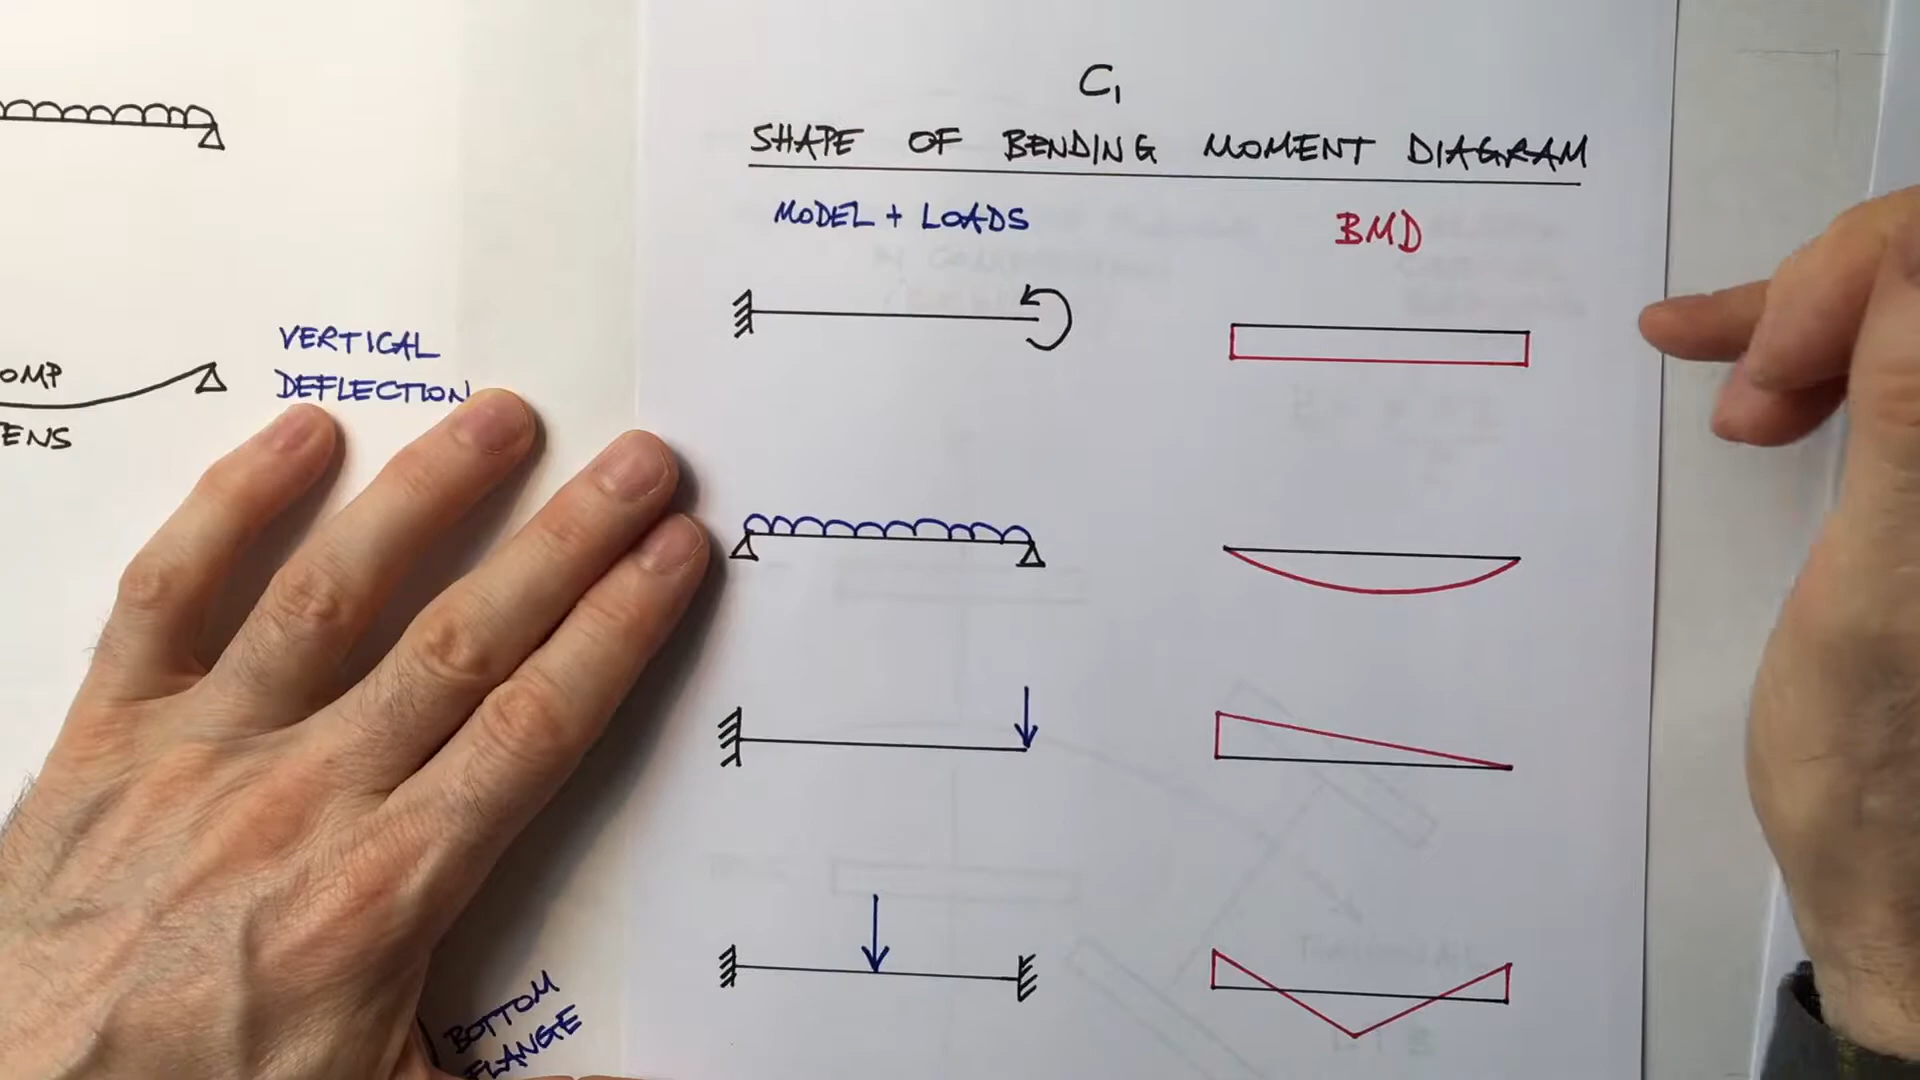 C1
SHAPE OF BENDING MOMENT DIAGRAM
MODEL + LOADS
BMD
VERTICAL
DEFLECTION
OMP
ENS
BOTTOM
FLANGE